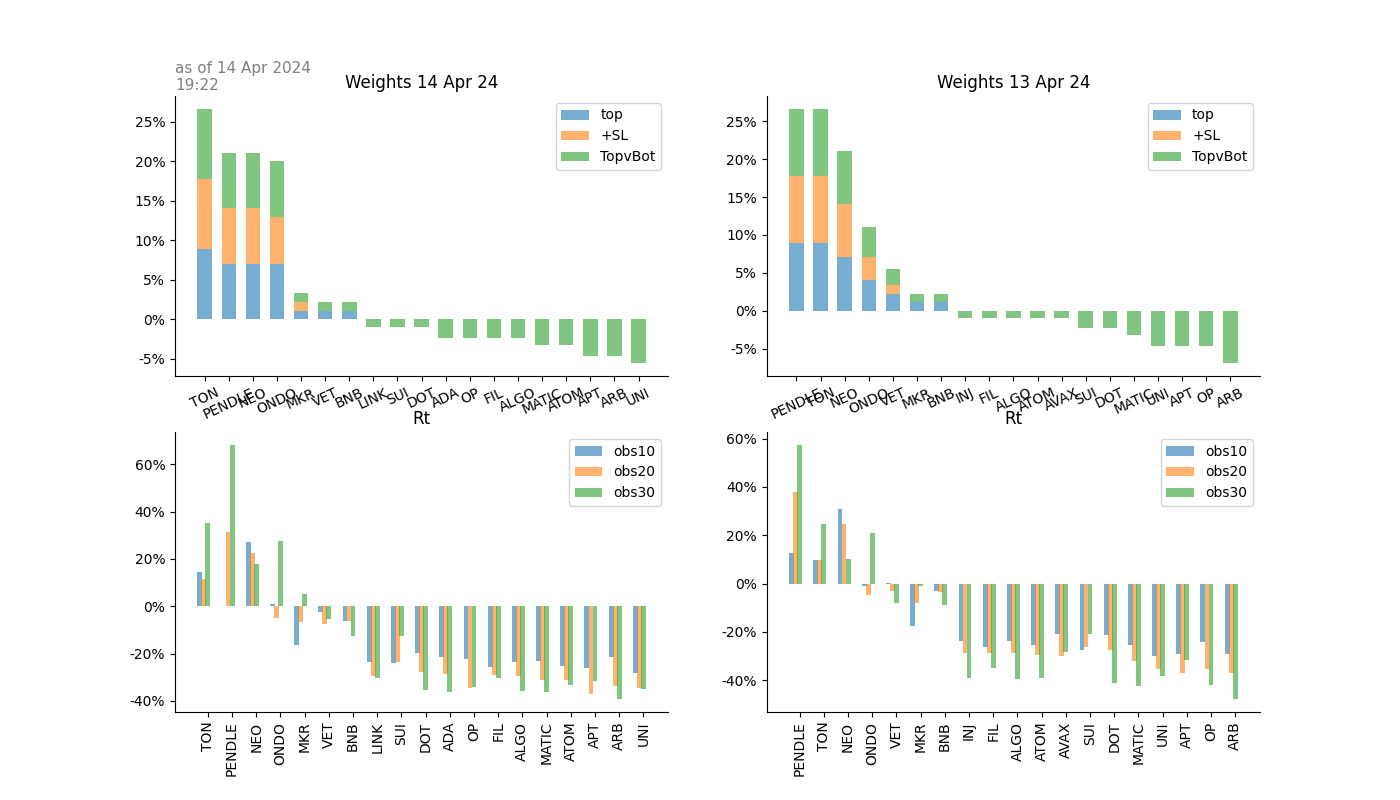 as of 14 Apr 2024
19:22
Weights 14 Apr 24
25%
20%
15%
10%
5%
0%
-5%
top
+SL
TopvBot
TON PENDLE NEO ONDO MKR VET BNB LINK SUI DOT ADA OP FIL ALGO MATIC ATOM APT ARB UNI
Weights 13 Apr 24
25%
20%
15%
10%
5%
0%
-5%
top
+SL
TopvBot
PENDLE TON NEO ONDO VET MKR BNB INJ FIL ALGO ATOM AVAX SUI DOT MATIC UNI APT OP ARB
Rt
60%
40%
20%
0%
-20%
-40%
obs10
obs20
obs30
TON PENDLE NEO ONDO MKR VET BNB LINK SUI DOT ADA OP FIL ALGO MATIC ATOM APT ARB UNI
Rt
60%
40%
20%
0%
-20%
-40%
obs10
obs20
obs30
PENDLE TON NEO ONDO VET MKR BNB INJ FIL ALGO ATOM AVAX SUI DOT MATIC UNI APT OP ARB